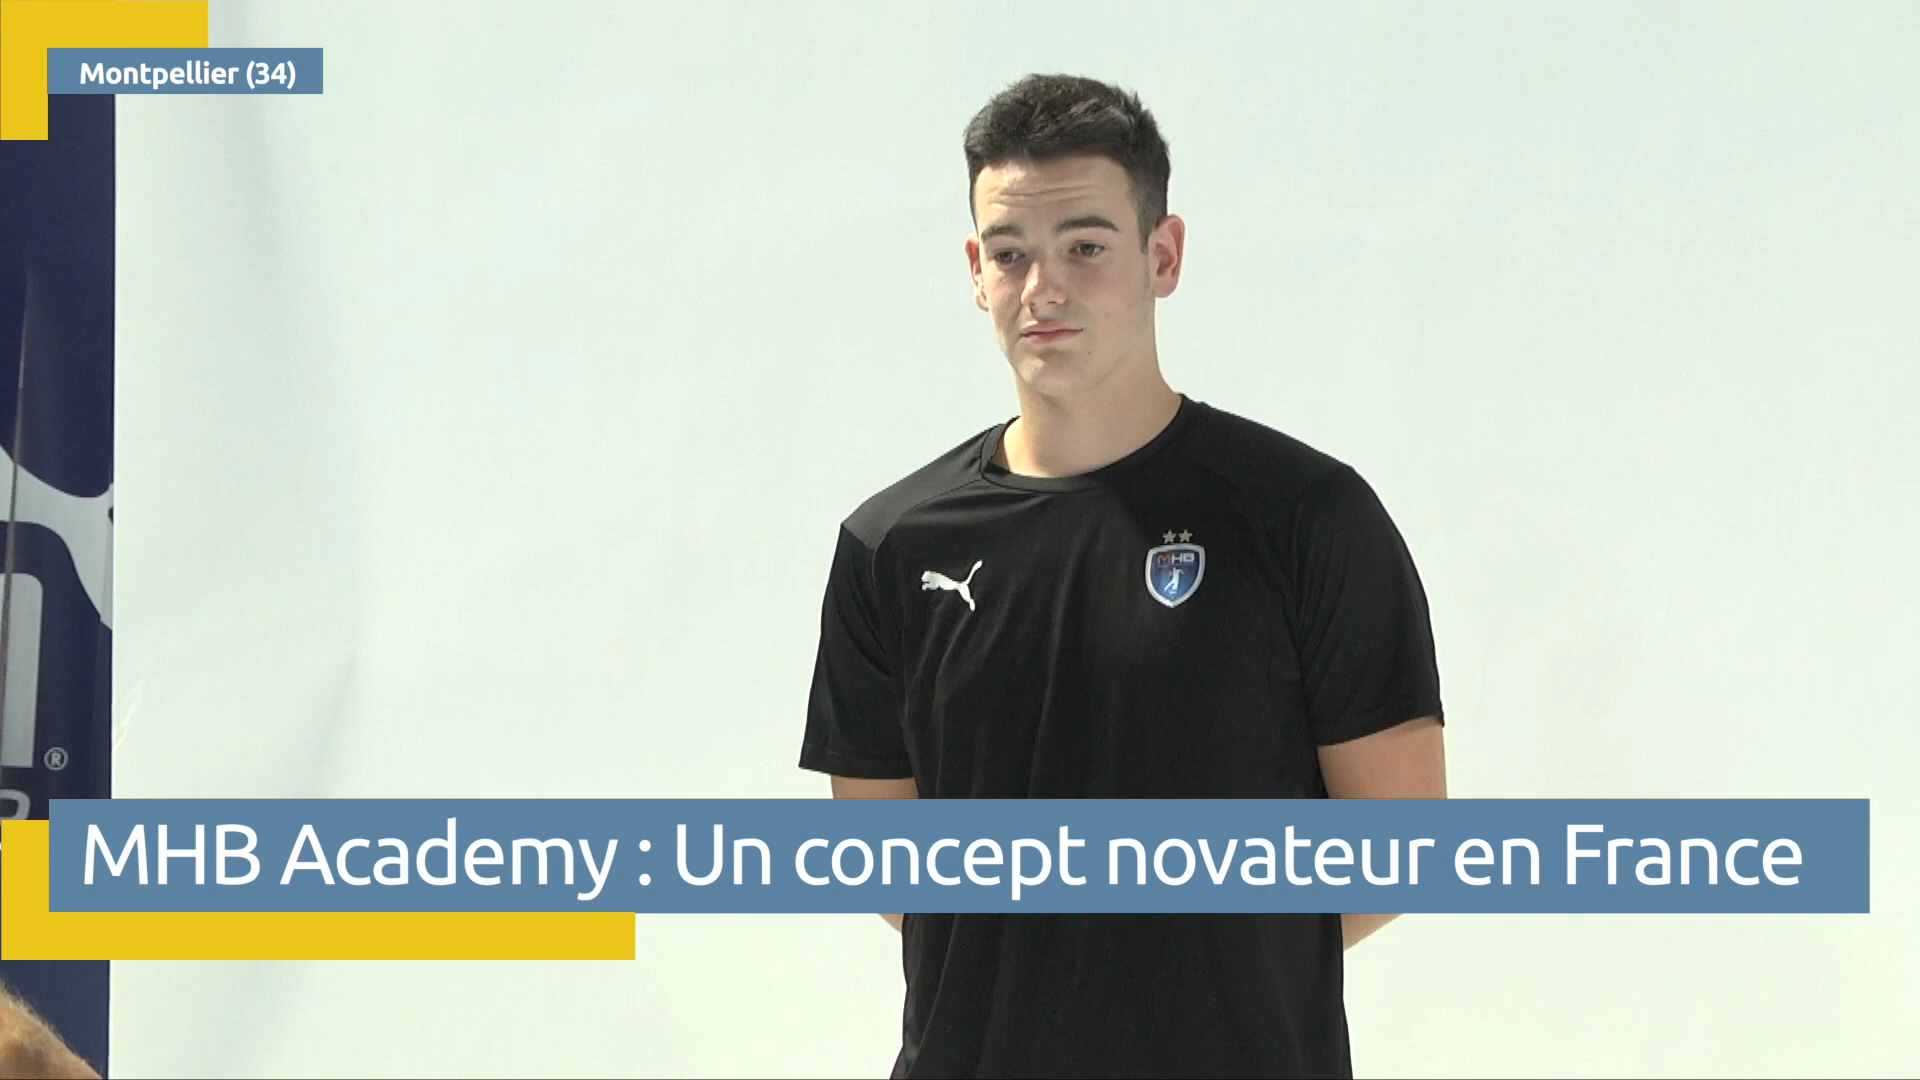 Montpellier (34)
MHB
®
MHB Academy : Un concept novateur en France